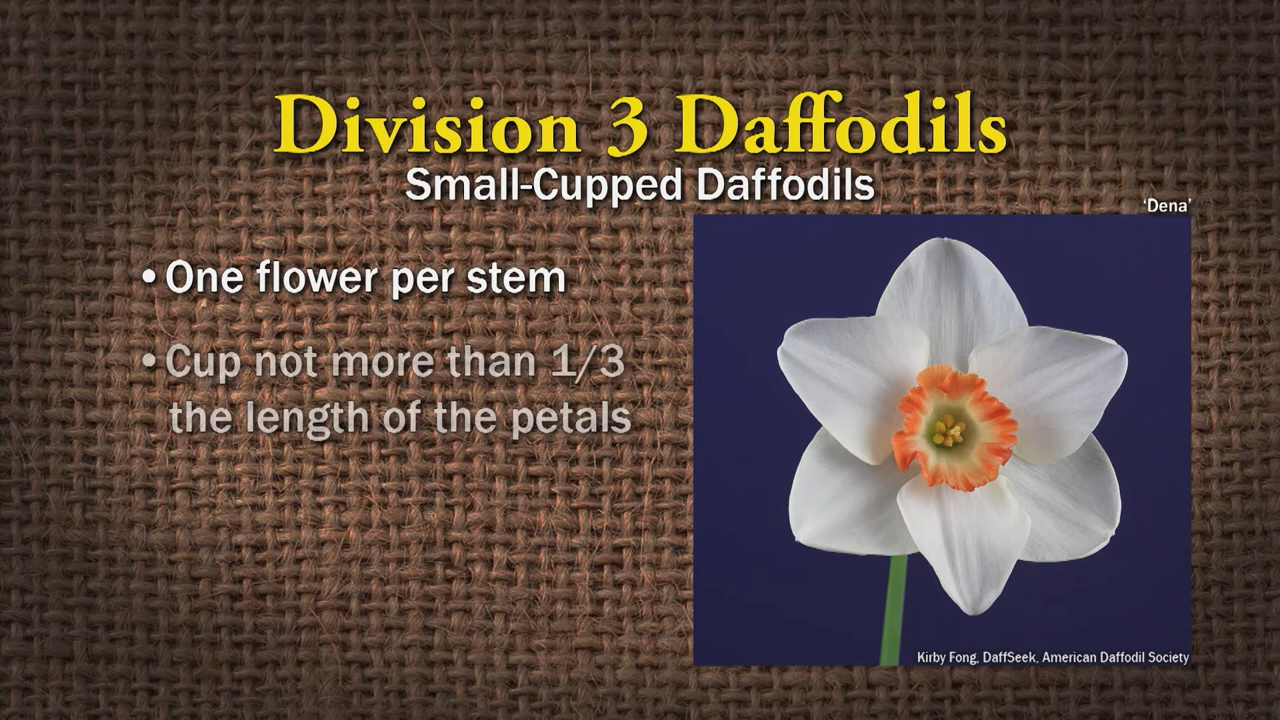 Division 3 Daffodils
Small-Cupped Daffodils
‘Dena’
• One flower per stem
• Cup not more than 1/3
the length of the petals
Kirby Fong, DaffSeek, American Daffodil Society